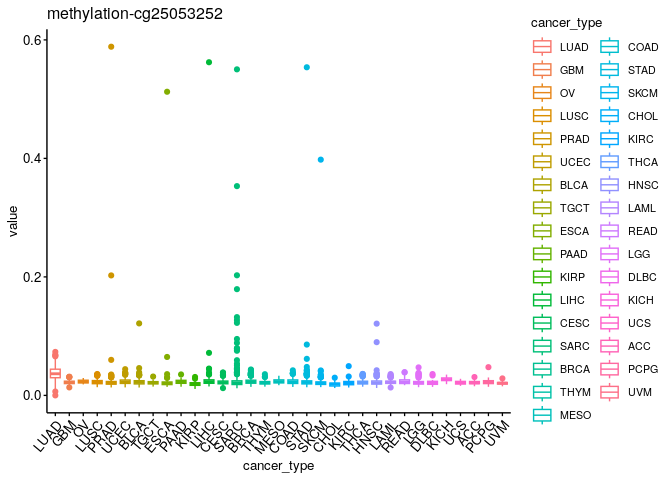 methylation-cg25053252
value
0.6
0.4
0.2
0.0
LUAD
GBM
OV
LUSC
PRAD
UCEC
BLCA
TGCT
ESCA
PAAD
KIRP
LIHC
CESC
SARC
BRCA
THYM
MESO
COAD
STAD
SKCM
CHOL
KIRC
THCA
HNSC
LAML
READ
LGG
DLBC
KICH
UCS
ACC
PCPG
UVM
cancer_type
cancer_type
LUAD COAD
GBM STAD
OV SKCM
LUSC CHOL
PRAD KIRC
UCEC THCA
BLCA HNSC
TGCT LAML
ESCA READ
PAAD LGG
KIRP DLBC
LIHC KICH
CESC UCS
SARC ACC
BRCA PCPG
THYM UVM
MESO